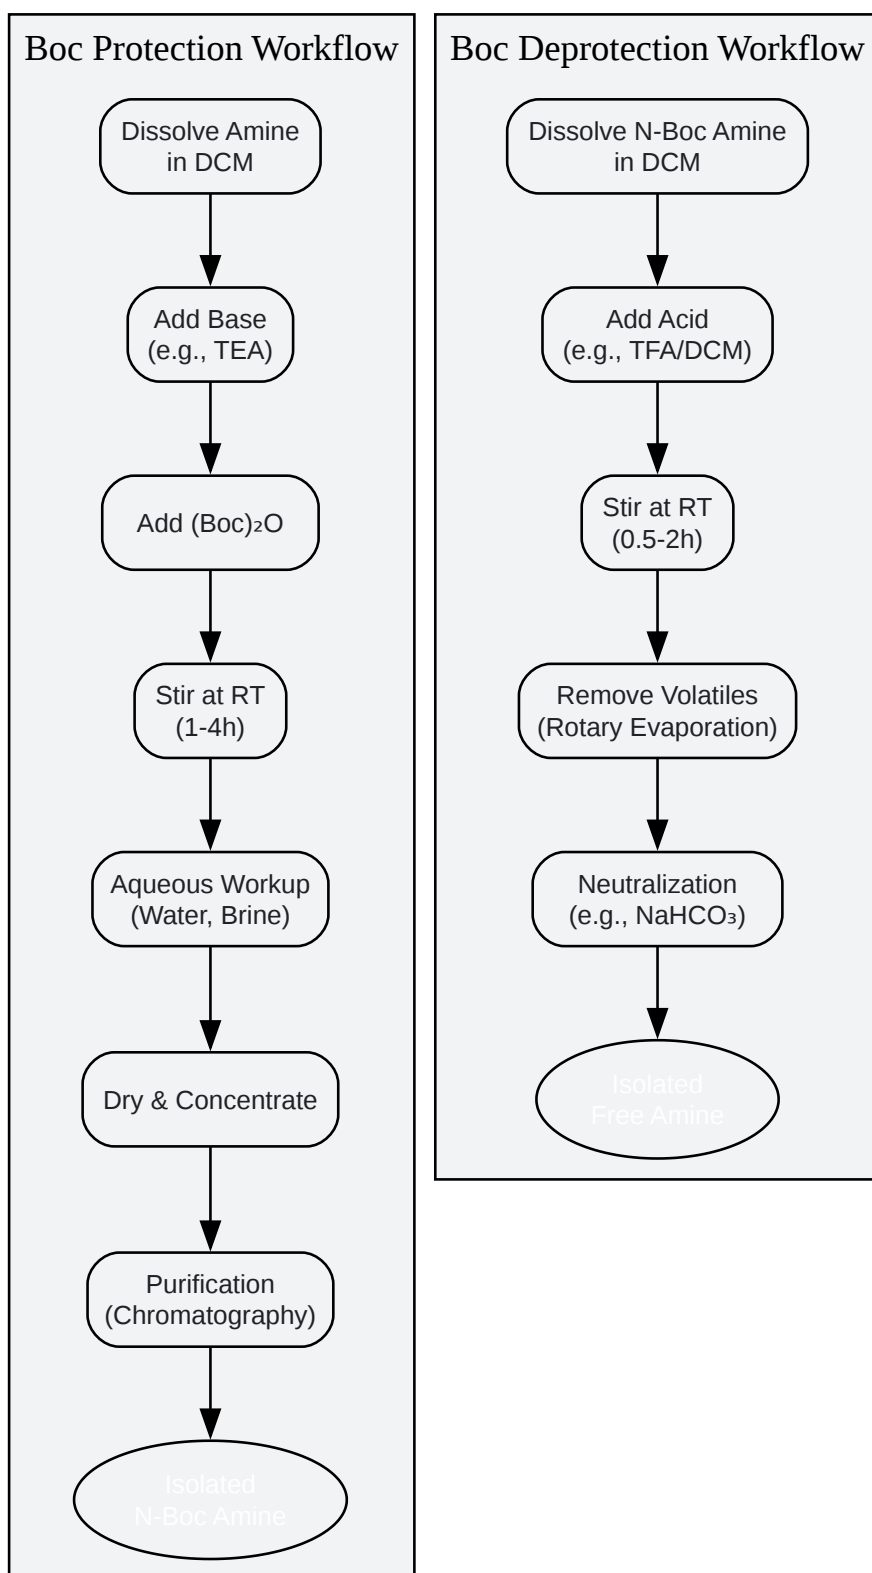 Boc Protection Workflow
Dissolve Amine
in DCM
Add Base
(e.g., TEA)
Add (Boc)₂O
Stir at RT
(1-4h)
Aqueous Workup
(Water, Brine)
Dry & Concentrate
Purification
(Chromatography)
Isolated
N-Boc Amine
Boc Deprotection Workflow
Dissolve N-Boc Amine
in DCM
Add Acid
(e.g., TFA/DCM)
Stir at RT
(0.5-2h)
Remove Volatiles
(Rotary Evaporation)
Neutralization
(e.g., NaHCO₃)
Isolated
Free Amine